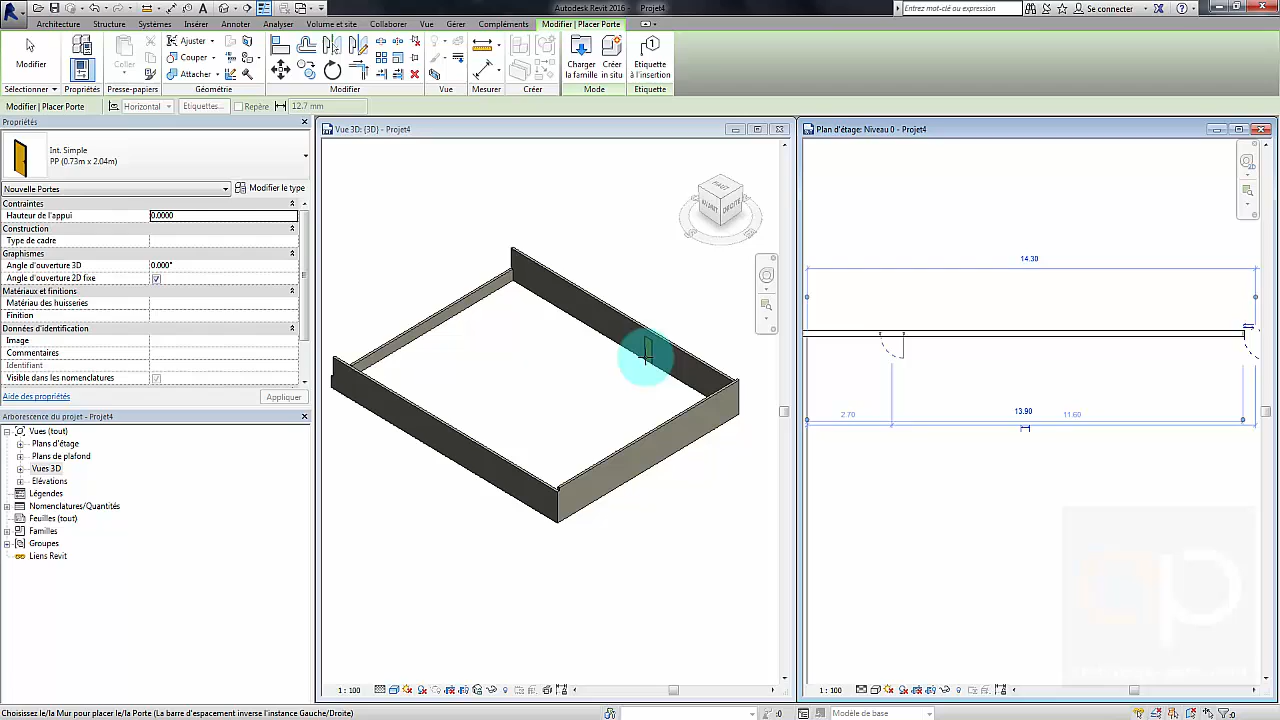 Autodesk Revit 2016 - Projet4
Entrez mot-clé ou expression
Se connecter
Architecture Structure Systèmes Insérer Annoter Analyser Volume et site Collaborer Vue Gérer Compléments Modifier | Placer Porte
Modifier
Coller
Ajuster
Couper
Attacher
Charger la famille
Créer in situ
Etiquette à l'insertion
Sélectionner Propriétés Presse-papiers Géométrie Modifier Vue Mesurer Créer Mode Etiquette
Modifier | Placer Porte
Horizontal
Etiquettes...
Repère
12.7 mm
Propriétés
Int. Simple
PP (0.73m x 2.04m)
Nouvelle Portes
Modifier le type
Contraintes
Hauteur de l'appui 0.0000
Construction
Type de cadre
Graphismes
Angle d'ouverture 3D 0.000°
Angle d'ouverture 2D fixe
Matériaux et finitions
Matériau des huisseries
Finition
Données d'identification
Image
Commentaires
Identifiant
Visible dans les nomenclatures
Aide des propriétés
Appliquer
Arborescence du projet - Projet4
Vues (tout)
Plans d'étage
Plans de plafond
Vues 3D
Elévations
Légendes
Nomenclatures/Quantités
Feuilles (tout)
Familles
Groupes
Liens Revit
Vue 3D: {3D} - Projet4
HAUT
AVANT
DROITE
1 : 100
Plan d'étage: Niveau 0 - Projet4
2D
14.30
2.70
13.90
11.60
ap
1 : 100
Choisissez le/la Mur pour placer le/la Porte (La barre d'espacement inverse l'instance Gauche/Droite)
:0
Modèle de base
:0